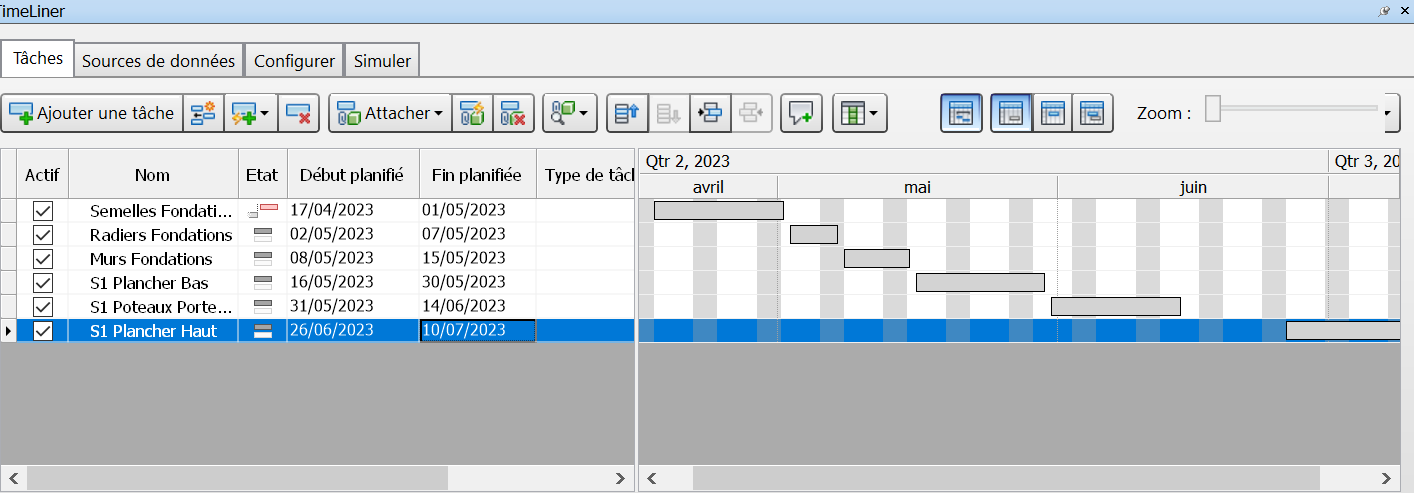 TimeLiner
Tâches Sources de données Configurer Simuler
Ajouter une tâche Attacher Zoom :
Actif Nom Etat Début planifié Fin planifiée Type de tâcl Qtr 2, 2023 Qtr 3, 20
avril mai juin
Semelles Fondati... 17/04/2023 01/05/2023
Radiers Fondations 02/05/2023 07/05/2023
Murs Fondations 08/05/2023 15/05/2023
S1 Plancher Bas 16/05/2023 30/05/2023
S1 Poteaux Porte... 31/05/2023 14/06/2023
S1 Plancher Haut 26/06/2023 10/07/2023